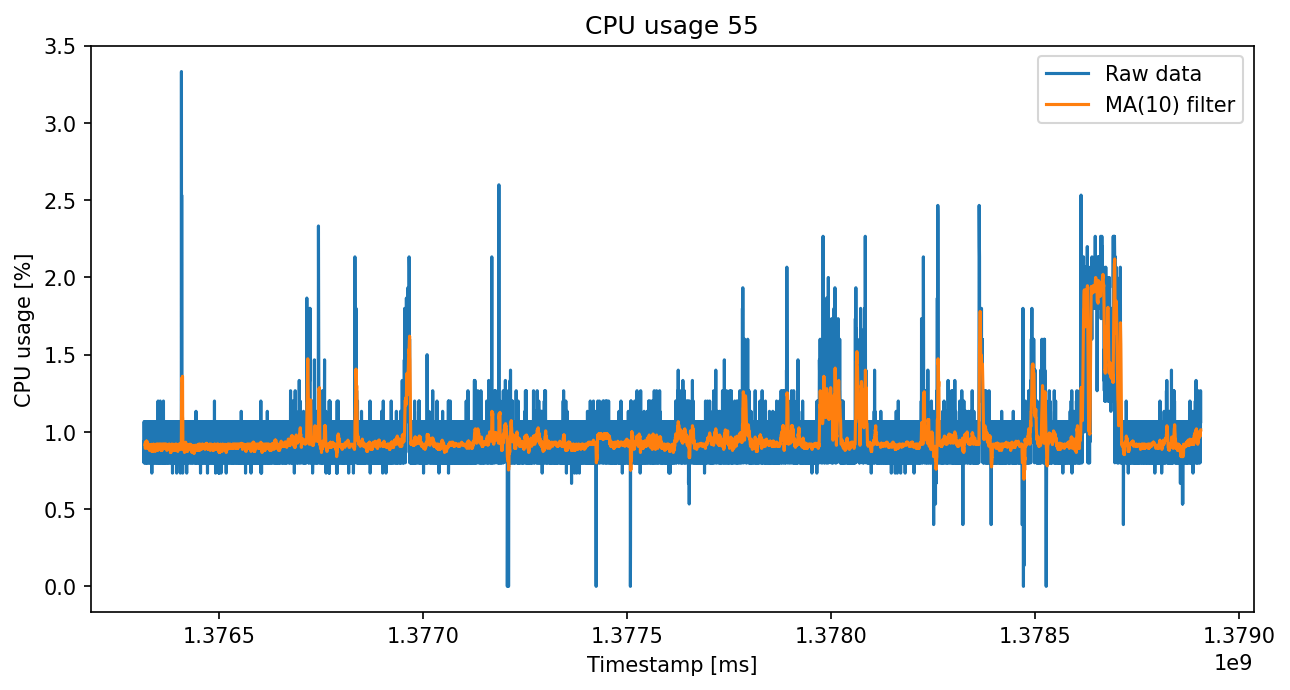 CPU usage 55
3.5
3.0
2.5
2.0
1.5
1.0
0.5
0.0
CPU usage [%]
Raw data
MA(10) filter
1.3765 1.3770 1.3775 1.3780 1.3785 1.3790
1e9
Timestamp [ms]